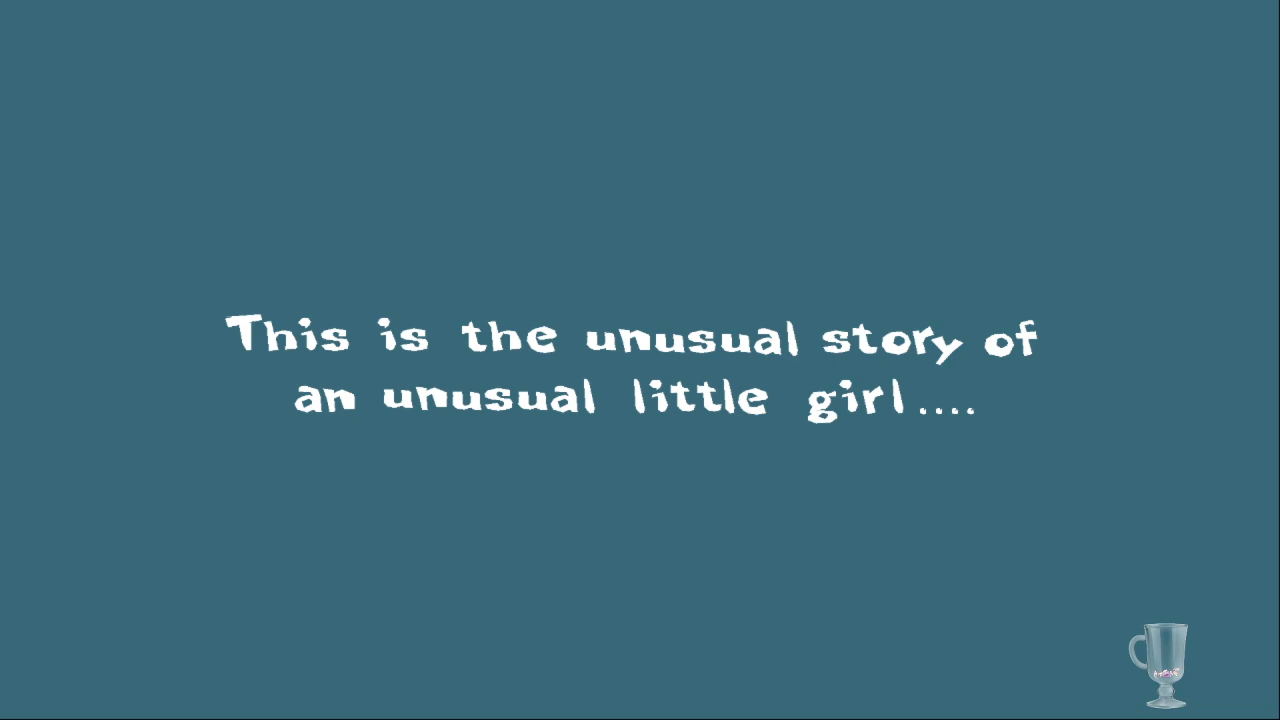 This is the unusual story of
an unusual little girl....